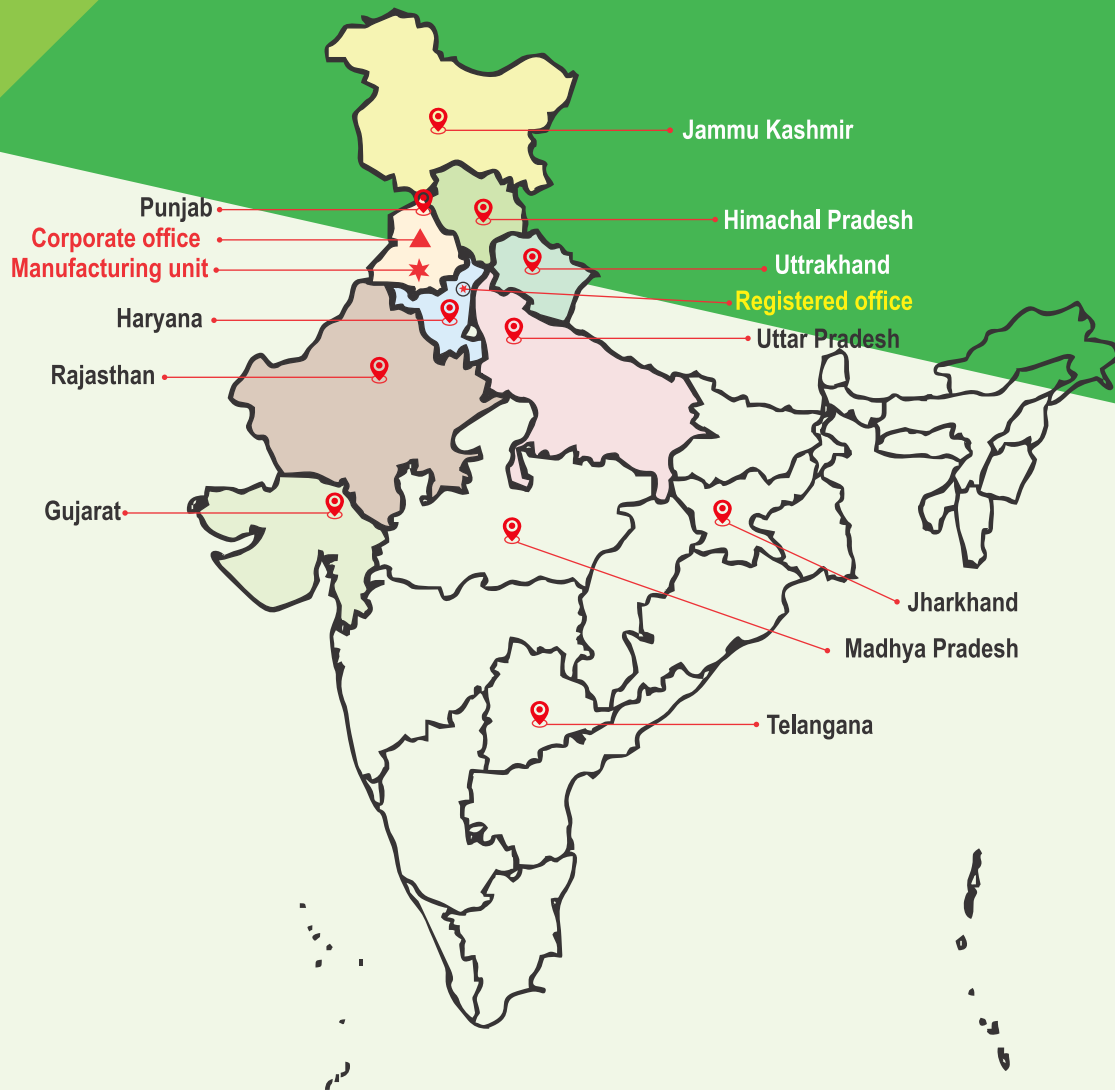 Jammu Kashmir
Punjab
Himachal Pradesh
Corporate office
Uttrakhand
Manufacturing unit
Registered office
Haryana
Uttar Pradesh
Rajasthan
Gujarat
Jharkhand
Madhya Pradesh
Telangana